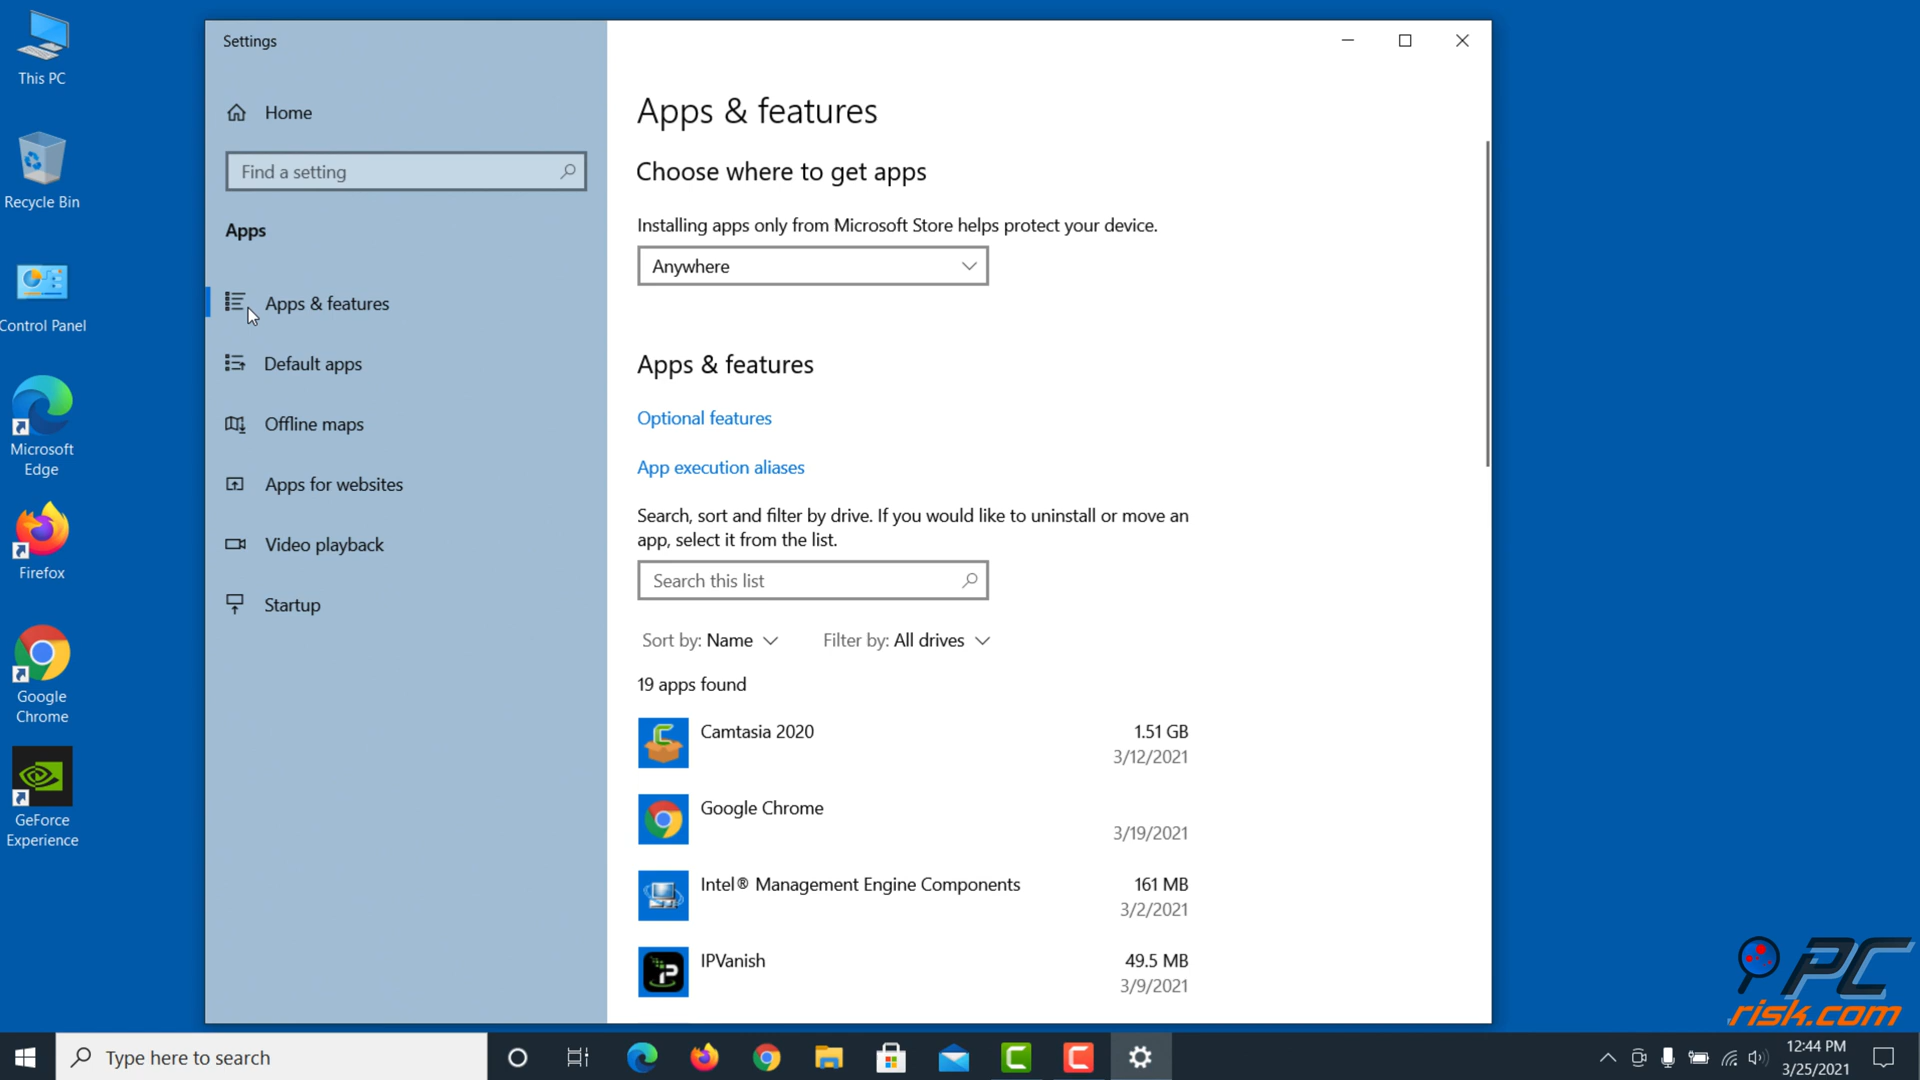 This PC
Recycle Bin
Control Panel
Microsoft
Edge
Firefox
Google
Chrome
GeForce
Experience
Settings
Home
Find a setting
Apps
Apps & features
Default apps
Offline maps
Apps for websites
Video playback
Startup
Apps & features
Choose where to get apps
Installing apps only from Microsoft Store helps protect your device.
Anywhere
Apps & features
Optional features
App execution aliases
Search, sort and filter by drive. If you would like to uninstall or move an
app, select it from the list.
Search this list
Sort by: Name Filter by: All drives
19 apps found
Camtasia 2020 1.51 GB
3/12/2021
Google Chrome
3/19/2021
Intel® Management Engine Components 161 MB
3/2/2021
IPVanish 49.5 MB
3/9/2021
PC
risk.com
Type here to search
12:44 PM
3/25/2021